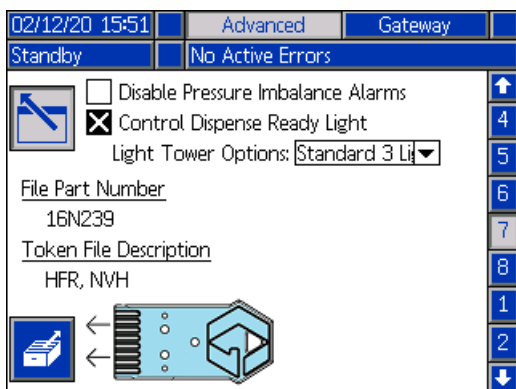 02/12/20 15:51 Advanced Gateway
Standby No Active Errors
Disable Pressure Imbalance Alarms
Control Dispense Ready Light
Light Tower Options: Standard 3 Li
File Part Number
16N239
Token File Description
HFR, NVH
4
5
6
7
8
1
2